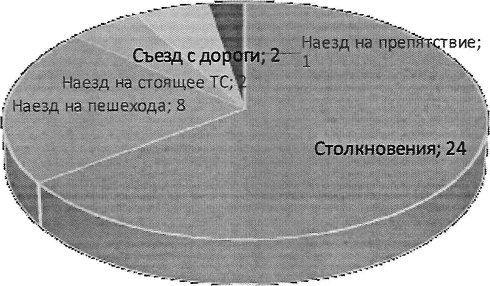 Съезд с дороги; 2
Наезд на препятствие;
1
Наезд на стоящее ТС; 2
Наезд на пешехода; 8
Столкновения; 24